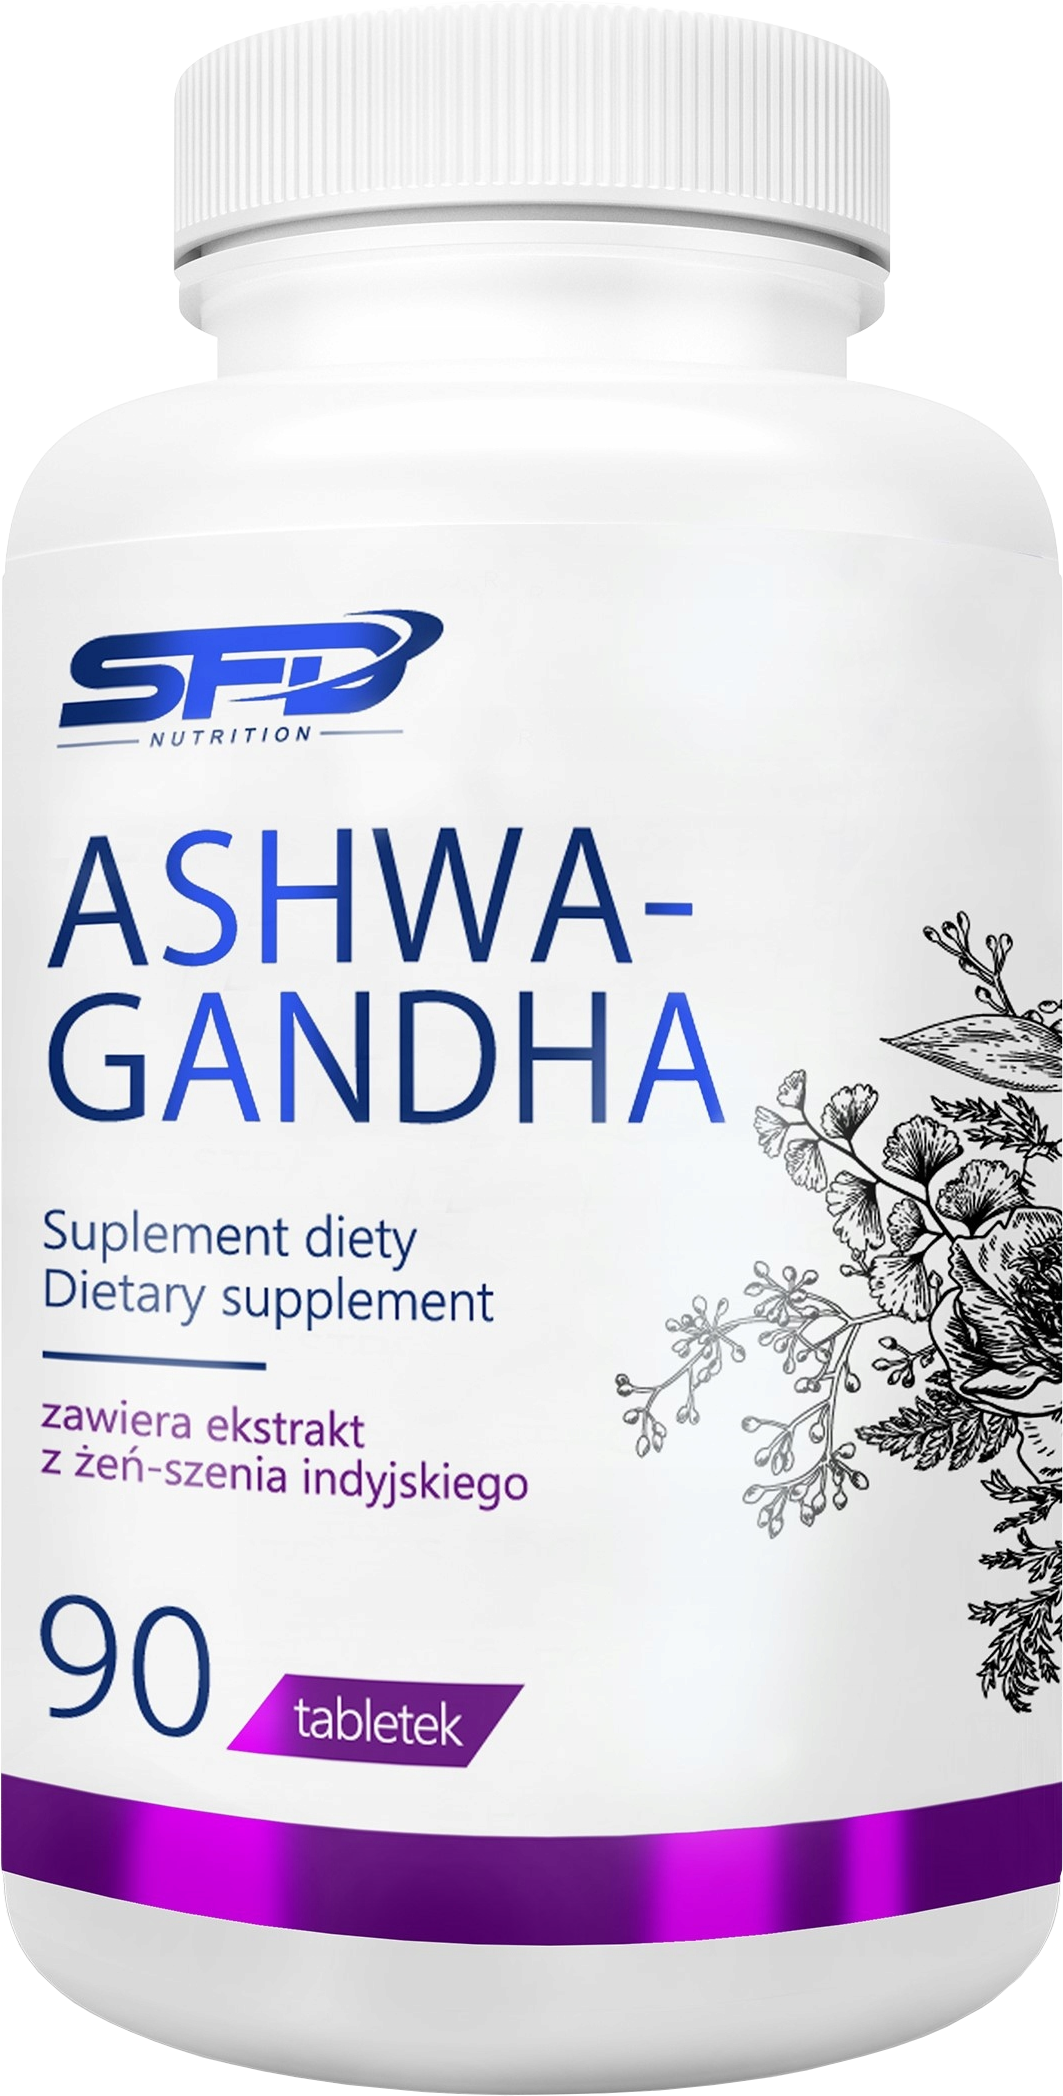 SFD
NUTRITION
ASHWA-
GANDHA
Suplement diety
Dietary supplement
zawiera ekstrakt
z żeń-szenia indyjskiego
90 tabletek